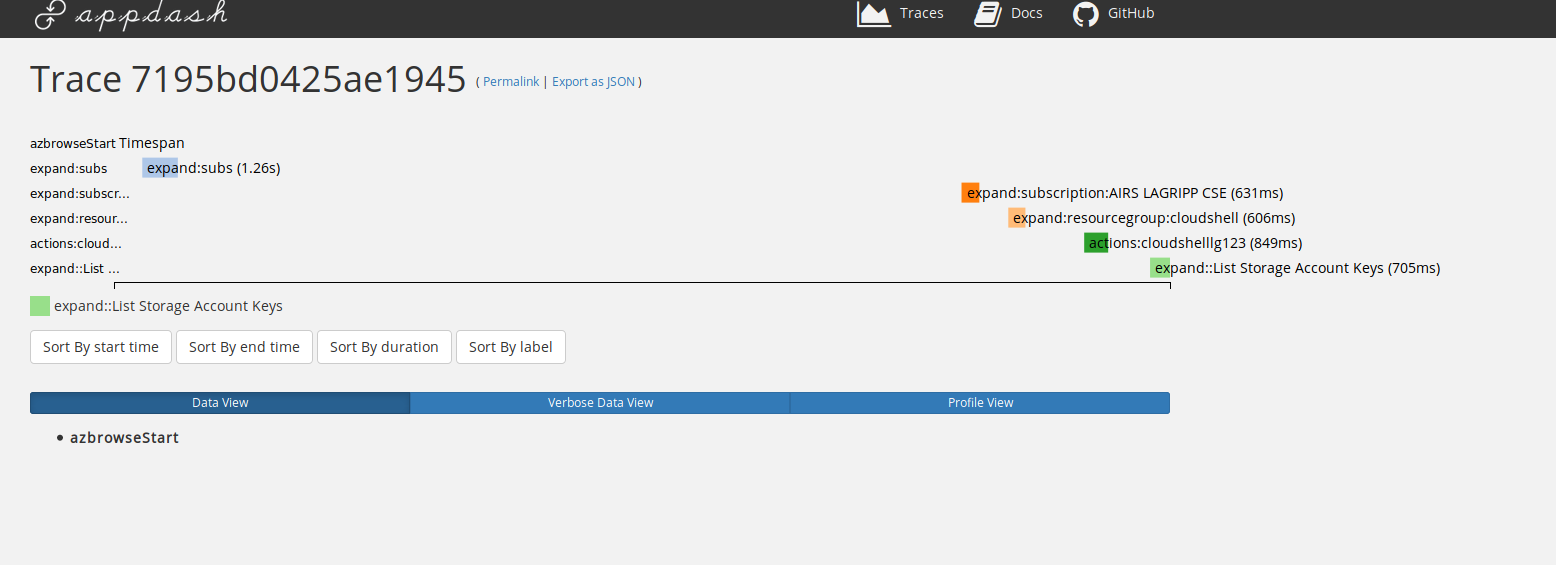 appdash Traces Docs GitHub
Trace 7195bd0425ae1945 ( Permalink | Export as JSON )
azbrowseStart Timespan
expand:subs expand:subs (1.26s)
expand:subscr... expand:subscription:AIRS LAGRIPP CSE (631ms)
expand:resour... expand:resourcegroup:cloudshell (606ms)
actions:cloud... actions:cloudshelllg123 (849ms)
expand::List ... expand::List Storage Account Keys (705ms)
expand::List Storage Account Keys
Sort By start time Sort By end time Sort By duration Sort By label
Data View Verbose Data View Profile View
• azbrowseStart